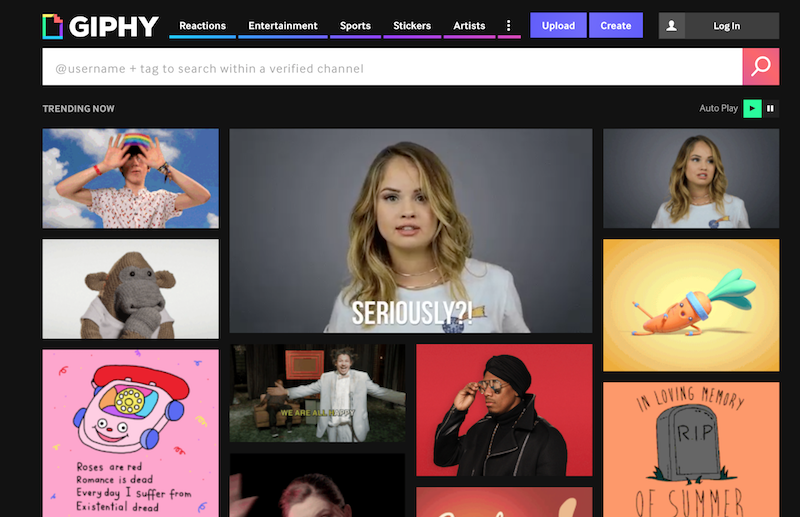 GIPHY
Reactions
Entertainment
Sports
Stickers
Artists
Upload
Create
Log In
@username + tag to search within a verified channel
TRENDING NOW
Auto Play
SERIOUSLY?!
WE ARE ALL HAPPY
Roses are red
Romance is dead
Everyday I suffer from
Existential dread
IN LOVING MEMORY
RIP
OF SUMMER